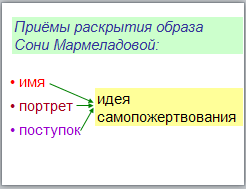 Приёмы раскрытия образа
Сони Мармеладовой:
• имя
• портрет
• поступок
идея
самопожертвования